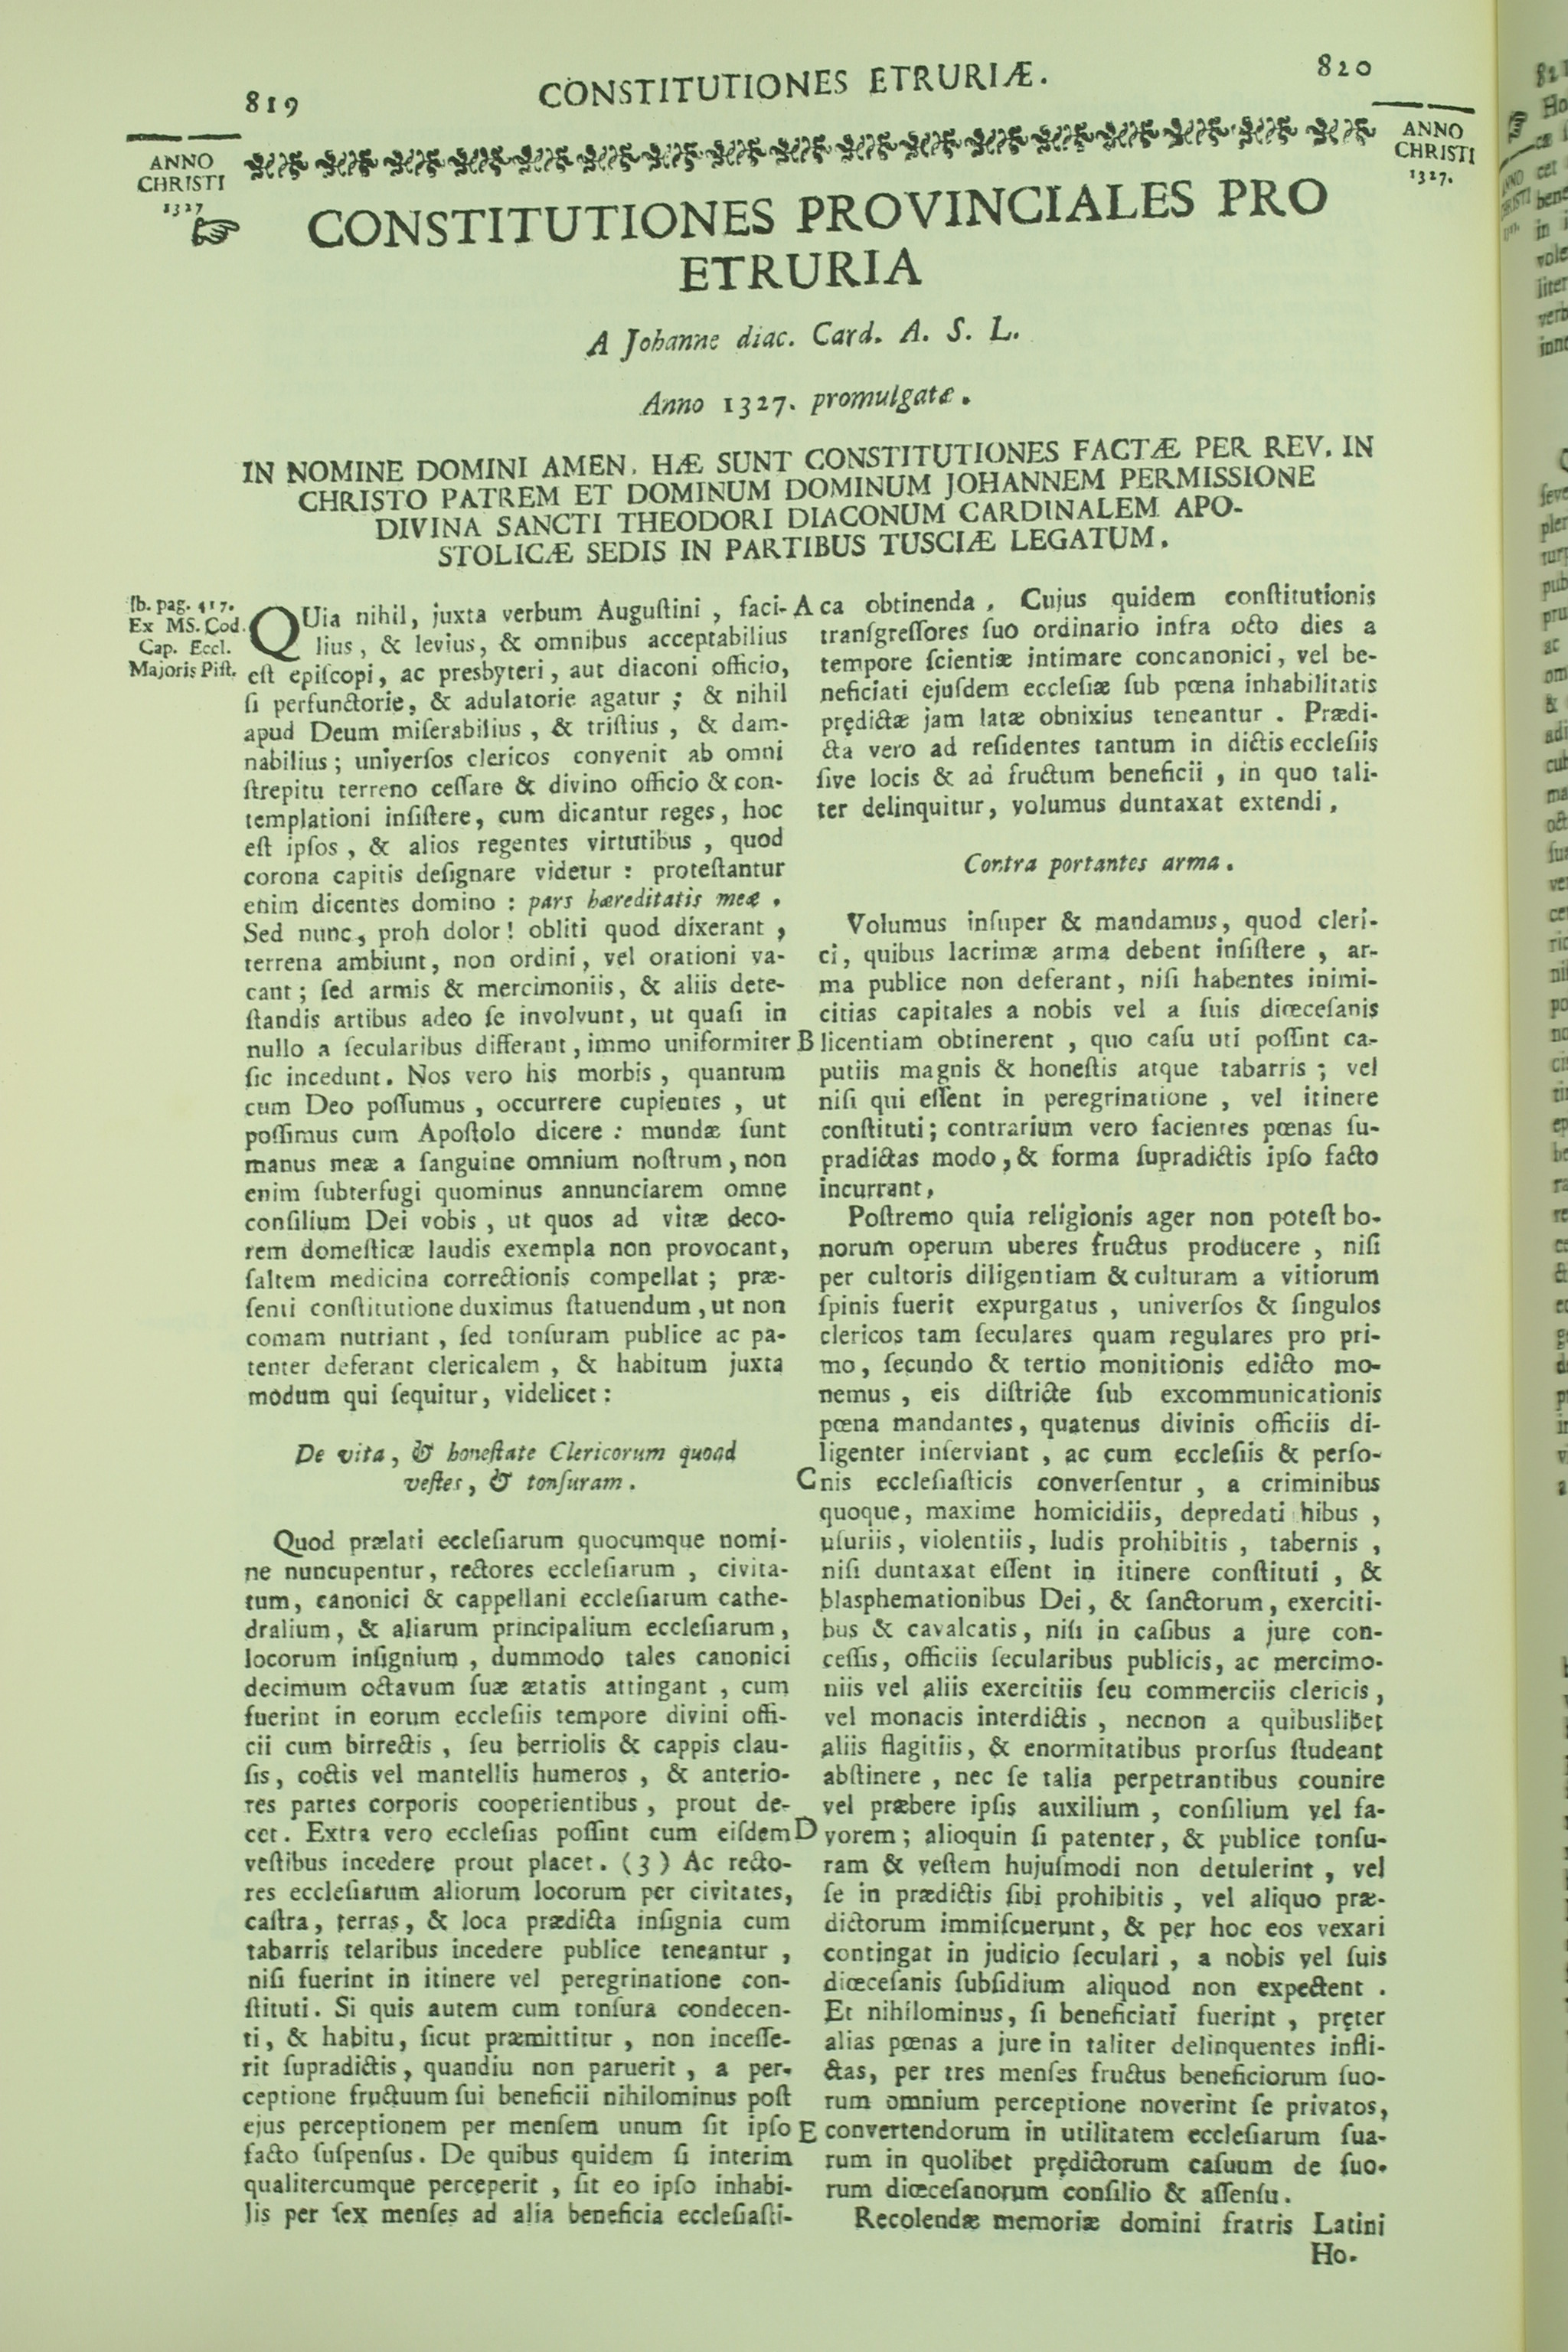 819
CONSTITUTIONES ETRURIÆ.
820
ANNO
CHRISTI
1327
ANNO
CHRISTI
1327.
CONSTITUTIONES PROVINCIALES PRO
ETRURIA
A Johanne diac. Card. A. S. L.
Anno 1327. promulgatæ.
IN NOMINE DOMINI AMEN. HÆ SUNT CONSTITUTIONES FACTÆ PER REV. IN
CHRISTO PATREM ET DOMINUM DOMINUM JOHANNEM PERMISSIONE
DIVINA SANCTI THEODORI DIACONUM CARDINALEM APO-
STOLICÆ SEDIS IN PARTIBUS TUSCIÆ LEGATUM.
Ib. pag. 417.
Ex MS. Cod.
Cap. Eccl.
Majoris Pist.
QUia nihil, juxta verbum Auguſtini, faci-
lius, & levius, & omnibus acceptabilius
eſt epiſcopi, ac presbyteri, aut diaconi officio,
ſi perfunctorie, & adulatorie agatur; & nihil
apud Deum miſerabilius, & triſtius, & dam-
nabilius; univerſos clericos convenit ab omni
ſtrepitu terreno ceſſare & divino officio & con-
templationi inſiſtere, cum dicantur reges, hoc
eſt ipſos, & alios regentes virtutibus, quod
corona capitis deſignare videtur: proteſtantur
enim dicentes domino: pars hæreditatis meæ.
Sed nunc, proh dolor! obliti quod dixerant,
terrena ambiunt, non ordini, vel orationi va-
cant; ſed armis & mercimoniis, & aliis dete-
ſtandis artibus adeo ſe involvunt, ut quaſi in
nullo a ſecularibus differant, immo uniformiter
ſic incedunt. Nos vero his morbis, quantum
cum Deo poſſumus, occurrere cupientes, ut
poſſimus cum Apoſtolo dicere: mundæ ſunt
manus meæ a ſanguine omnium noſtrum, non
enim ſubterfugi quominus annunciarem omne
conſilium Dei vobis, ut quos ad vitæ deco-
rem domeſticæ laudis exempla non provocant,
ſaltem medicina correctionis compellat; præ-
ſenti conſtitutione duximus ſtatuendum, ut non
comam nutriant, ſed tonſuram publice ac pa-
tenter deferant clericalem, & habitum juxta
modum qui ſequitur, videlicet:
De vita, & honeſtate Clericorum quoad
veſtes, & tonſuram.
Quod prælati eccleſiarum quocumque nomi-
ne nuncupentur, rectores eccleſiarum, civita-
tum, canonici & cappellani eccleſiarum cathe-
dralium, & aliarum principalium eccleſiarum,
locorum inſignium, dummodo tales canonici
decimum octavum ſuæ ætatis attingant, cum
fuerint in eorum eccleſiis tempore divini offi-
cii cum birrectis, ſeu berriolis & cappis clau-
ſis, coctis vel mantellis humeros, & anterio-
res partes corporis cooperientibus, prout de-
cet. Extra vero eccleſias poſſint cum eiſdem
veſtibus incedere prout placet. (3) Ac recto-
res eccleſiarum aliorum locorum per civitates,
caſtra, terras, & loca prædicta inſignia cum
tabarris telaribus incedere publice teneantur,
niſi fuerint in itinere vel peregrinatione con-
ſtituti. Si quis autem cum tonſura condecen-
ti, & habitu, ſicut præmittitur, non inceſſe-
rit ſupradictis, quandiu non paruerit, a per-
ceptione fructuum ſui beneficii nihilominus poſt
ejus perceptionem per menſem unum ſit ipſo
facto ſuſpenſus. De quibus quidem ſi interim
qualitercumque perceperit, ſit eo ipſo inhabi-
lis per ſex menſes ad alia beneficia eccleſiaſti-
A ca obtinenda. Cujus quidem conſtitutionis
tranſgreſſores ſuo ordinario infra octo dies a
tempore ſcientiæ intimare concanonici, vel be-
neficiati ejuſdem eccleſiæ ſub pœna inhabilitatis
prędictæ jam latæ obnixius teneantur. Prædi-
cta vero ad reſidentes tantum in dictis eccleſiis
ſive locis & ad fructum beneficii, in quo tali-
ter delinquitur, volumus duntaxat extendi.
Contra portantes arma.
Volumus inſuper & mandamus, quod cleri-
ci, quibus lacrimæ arma debent inſiſtere, ar-
ma publice non deferant, niſi habentes inimi-
citias capitales a nobis vel a ſuis diœceſanis
B licentiam obtinerent, quo caſu uti poſſint ca-
putiis magnis & honeſtis atque tabarris; vel
niſi qui eſſent in peregrinatione, vel itinere
conſtituti; contrarium vero facientes pœnas ſu-
pradictas modo, & forma ſupradictis ipſo facto
incurrant,
Poſtremo quia religionis ager non poteſt bo-
norum operum uberes fructus producere, niſi
per cultoris diligentiam & culturam a vitiorum
ſpinis fuerit expurgatus, univerſos & ſingulos
clericos tam ſeculares quam regulares pro pri-
mo, ſecundo & tertio monitionis edicto mo-
nemus, eis diſtricte ſub excommunicationis
pœna mandantes, quatenus divinis officiis di-
ligenter inſerviant, ac cum eccleſiis & perſo-
C nis eccleſiaſticis converſentur, a criminibus
quoque, maxime homicidiis, depredati hibus,
uſuriis, violentiis, ludis prohibitis, tabernis,
niſi duntaxat eſſent in itinere conſtituti, &
blasphemationibus Dei, & ſanctorum, exerciti-
bus & cavalcatis, niſi in caſibus a jure con-
ceſſis, officiis ſecularibus publicis, ac mercimo-
niis vel aliis exercitiis ſeu commerciis clericis,
vel monacis interdictis, necnon a quibuslibet
aliis flagitiis, & enormitatibus prorſus ſtudeant
abſtinere, nec ſe talia perpetrantibus counire
vel præbere ipſis auxilium, conſilium vel fa-
D vorem; alioquin ſi patenter, & publice tonſu-
ram & veſtem hujuſmodi non detulerint, vel
ſe in prædictis ſibi prohibitis, vel aliquo præ-
dictorum immiſcuerunt, & per hoc eos vexari
contingat in judicio ſeculari, a nobis vel ſuis
diœceſanis ſubſidium aliquod non expectent.
Et nihilominus, ſi beneficiati fuerint, pręter
alias pœnas a jure in taliter delinquentes infli-
ctas, per tres menſes fructus beneficiorum ſuo-
rum omnium perceptione noverint ſe privatos,
E convertendorum in utilitatem eccleſiarum ſua-
rum in quolibet prędictorum caſuum de ſuo-
rum diœceſanorum conſilio & aſſenſu.
Recolendæ memoriæ domini fratris Latini
Ho-